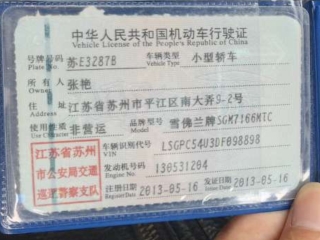 中华人民共和国机动车行驶证
Vehicle License of the People's Republic of China
号牌号码 苏E3287B 车辆类型 小型轿车
Plate No. Vehicle Type
所有人 张艳
Owner
住址 江苏省苏州市平江区南大弄9-2号
Address
使用性质 非营运 品牌型号 雪佛兰牌SGM7166MTC
Use Character Model
江苏省苏州
市公安局交通
巡逻警察支队
车辆识别代号 LSGPC54U3DF098898
VIN
发动机号码 130531204
Engine No.
注册日期 2013-05-16 发证日期 2013-05-16
Register Date Issue Date